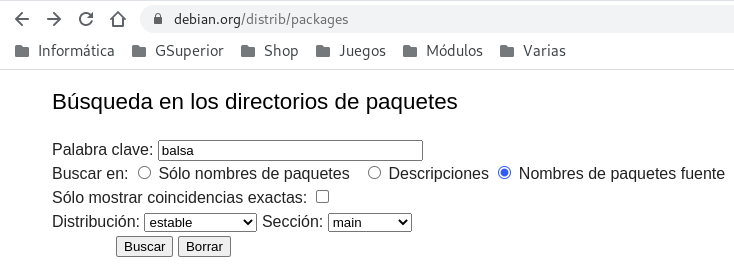 debian.org/distrib/packages
Informática GSuperior Shop Juegos Módulos Varias
Búsqueda en los directorios de paquetes
Palabra clave: balsa
Buscar en: Sólo nombres de paquetes Descripciones Nombres de paquetes fuente
Sólo mostrar coincidencias exactas:
Distribución: estable Sección: main
Buscar Borrar